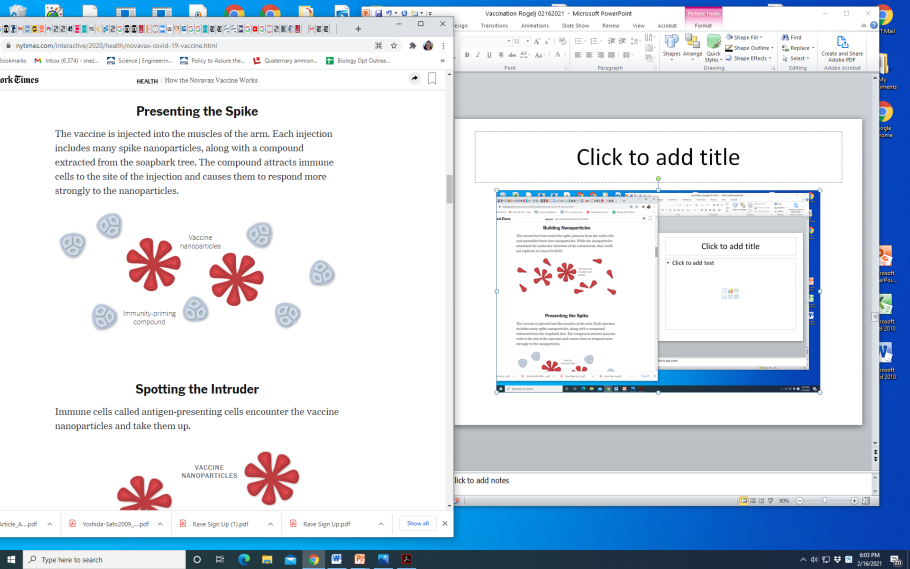 Vaccination Rogelj 02162021 - Microsoft PowerPoint
Picture Tools
nytimes.com/interactive/2020/health/novavax-covid-19-vaccine.html
Transitions
Animations
Slide Show
Review
View
Acrobat
Format
Bookmarks
Inbox (6,374) - snez...
Science | Engineerin...
Policy to Assure the...
Quaternary ammon...
Biology Dpt Outrea...
Shapes
Arrange
Quick Styles
Shape Fill
Shape Outline
Shape Effects
Find
Replace
Select
Create and Share Adobe PDF
Font
Paragraph
Drawing
Editing
Adobe Acrobat
HEALTH | How the Novavax Vaccine Works
Presenting the Spike
The vaccine is injected into the muscles of the arm. Each injection
includes many spike nanoparticles, along with a compound
extracted from the soapbark tree. The compound attracts immune
cells to the site of the injection and causes them to respond more
strongly to the nanoparticles.
Vaccine
nanoparticles
Immunity-priming
compound
Spotting the Intruder
Immune cells called antigen-presenting cells encounter the vaccine
nanoparticles and take them up.
VACCINE
NANOPARTICLES
Click to add title
Building Nanoparticles
Presenting the Spike
Click to add title
• Click to add text
lick to add notes
90%
Article_A....pdf
Yoshida-Sato2009_....pdf
Rave Sign Up (1).pdf
Rave Sign Up.pdf
Show all
Type here to search
6:03 PM
2/16/2021
20